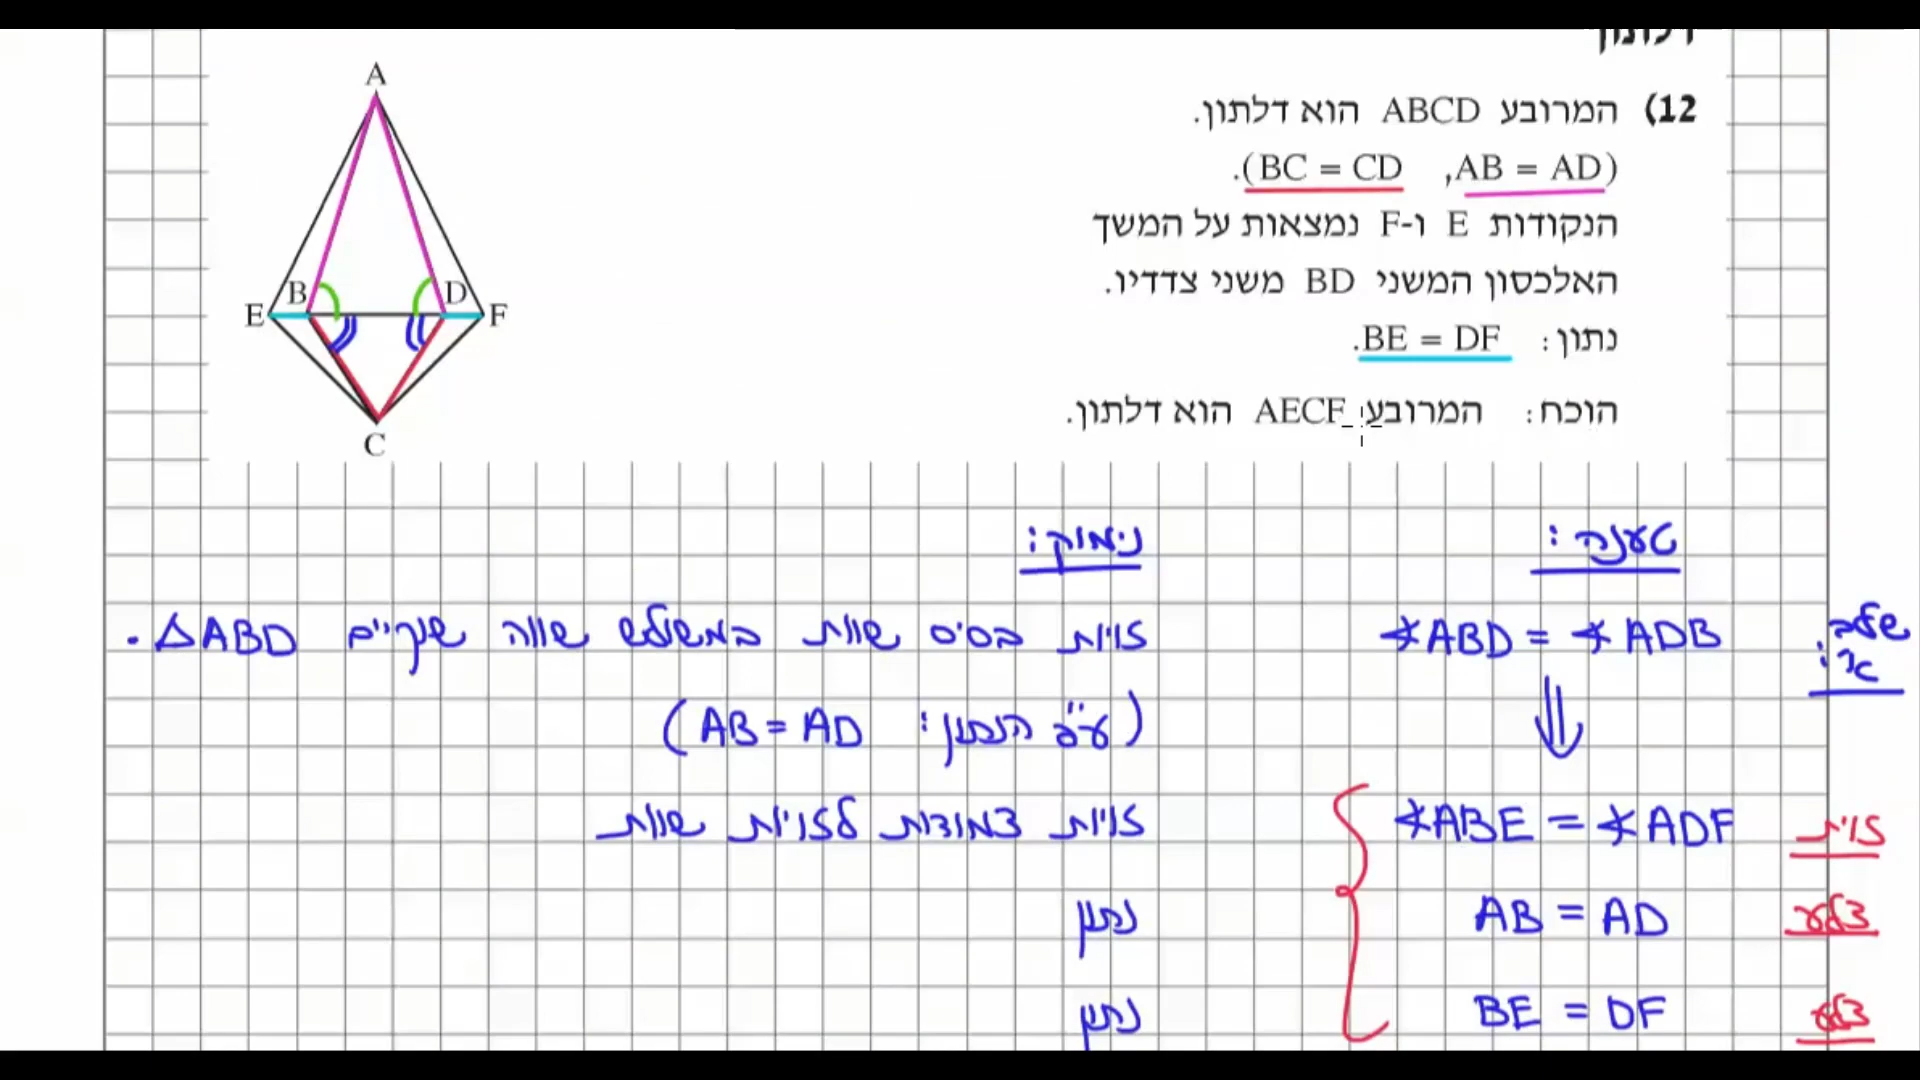 דלתון
12) המרובע ABCD הוא דלתון.
(AB = AD, BC = CD).
הנקודות E ו-F נמצאות על המשך
האלכסון המשני BD משני צדדיו.
נתון: BE = DF.
הוכח: המרובע AECF הוא דלתון.
A
B
D
E
F
C
טענה: נימוק:
שלב א': ∢ABD = ∢ADB זוויות בסיס שוות במשולש שווה שוקיים ΔABD.
⇓ (ע"פ הנתון: AB = AD)
זווית ∢ABE = ∢ADF זוויות צמודות לזוויות שוות
צלע AB = AD נתון
צלע BE = DF נתון